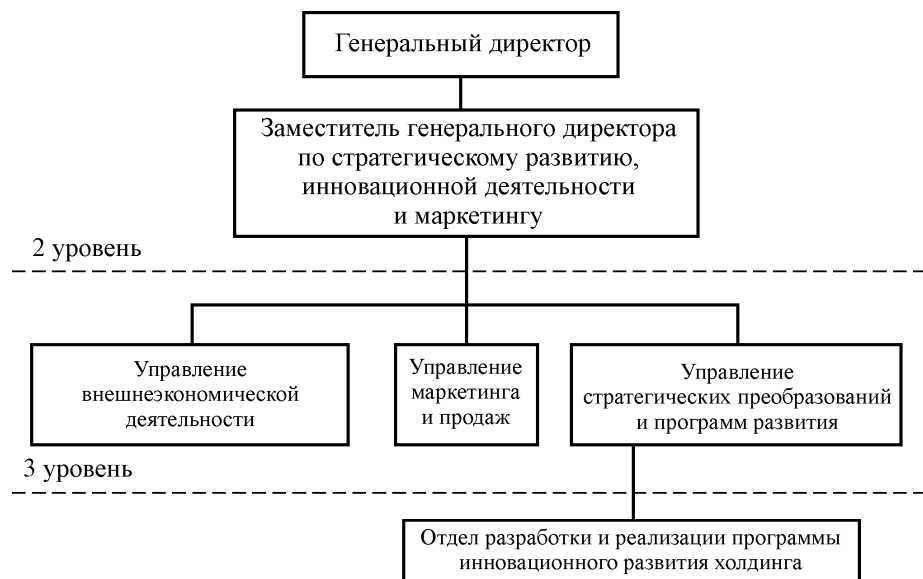 Генеральный директор
Заместитель генерального директора
по стратегическому развитию,
инновационной деятельности
и маркетингу
2 уровень
Управление
внешнеэкономической
деятельности
Управление
маркетинга
и продаж
Управление
стратегических преобразований
и программ развития
3 уровень
Отдел разработки и реализации программы
инновационного развития холдинга